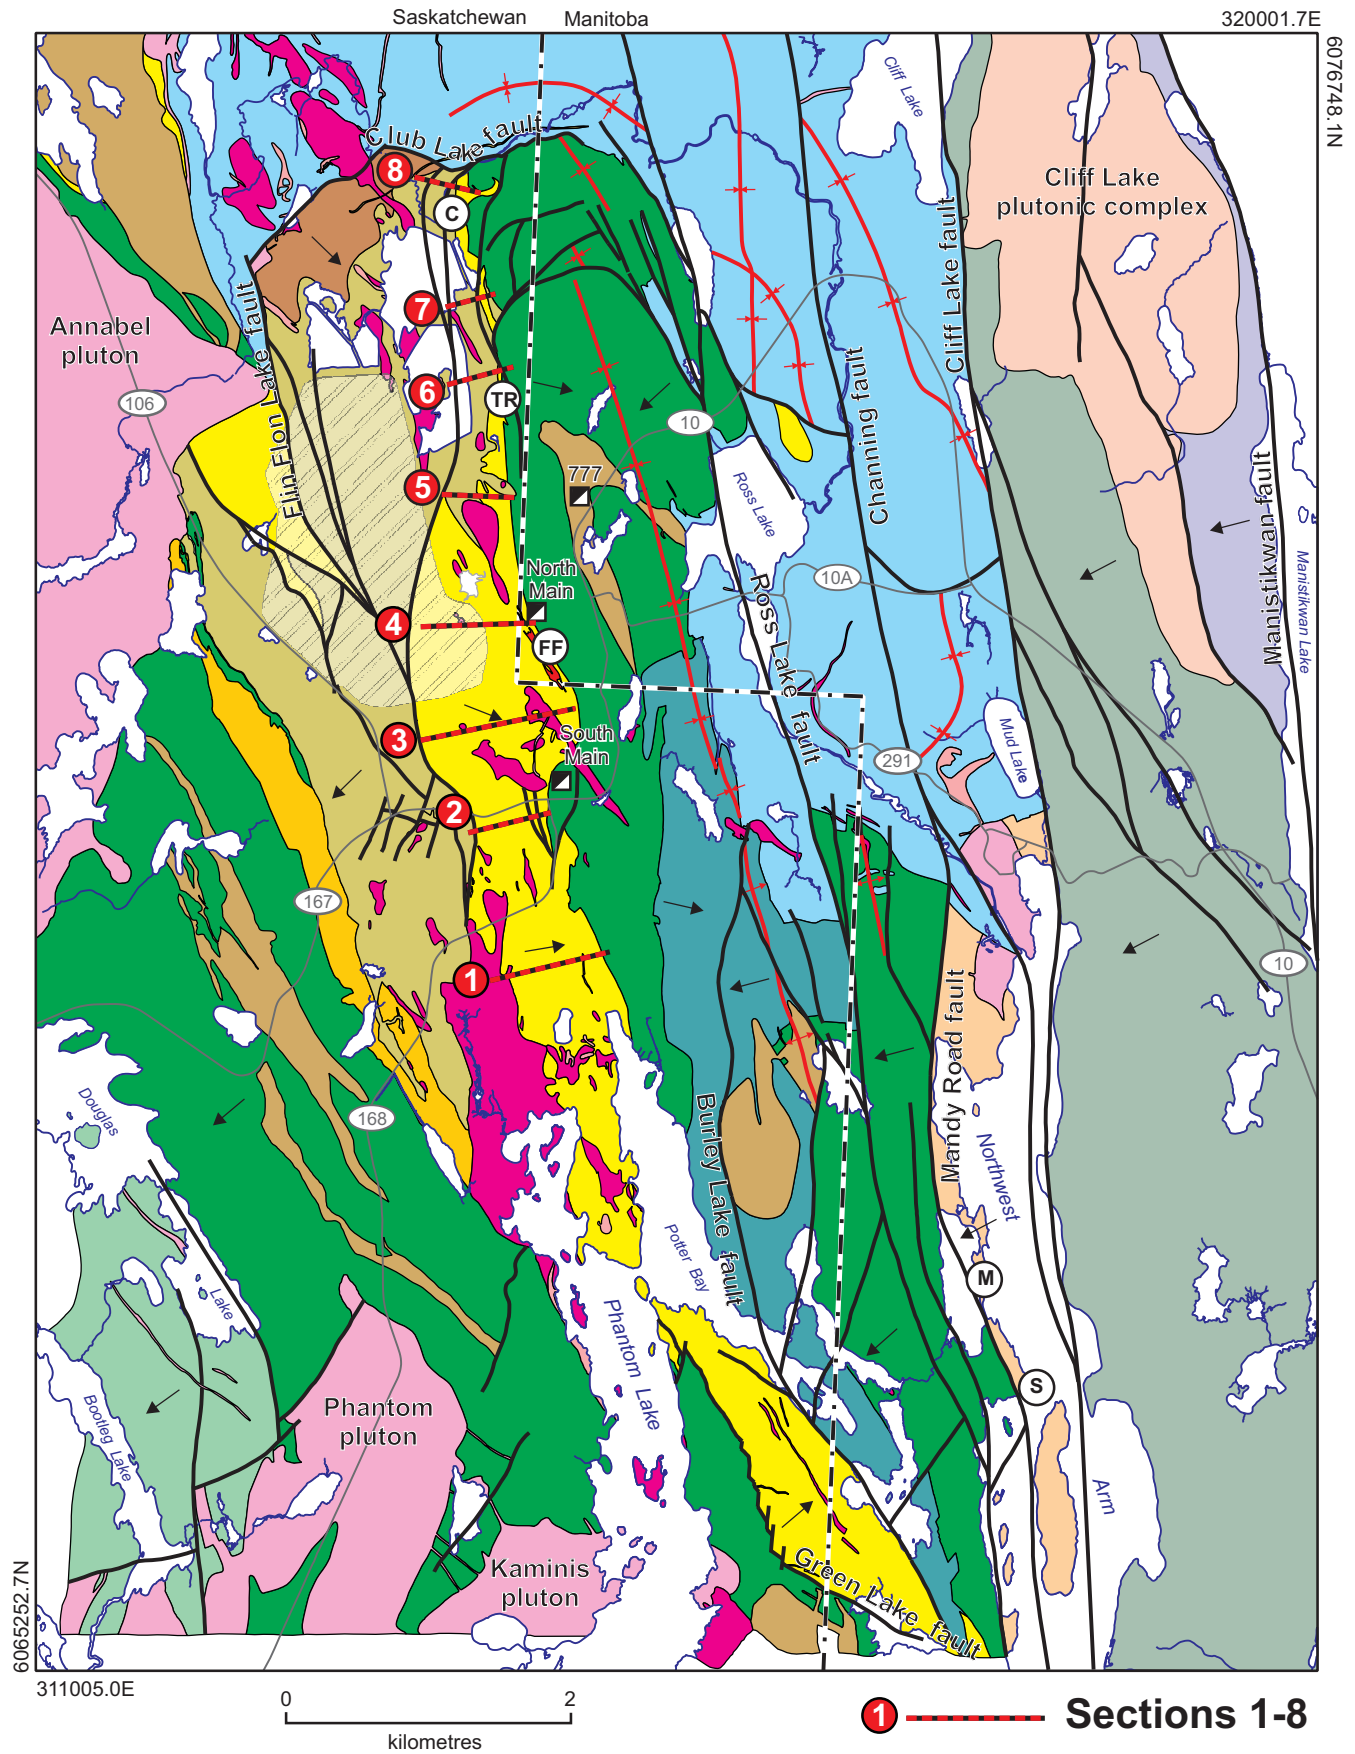 Saskatchewan
Manitoba
320001.7E
6076748.1N
Cliff Lake
Club Lake fault
8
C
Cliff Lake
plutonic complex
Cliff Lake fault
Annabel
pluton
Flin Flon Lake fault
7
6
TR
106
10
Channing fault
5
777
Ross Lake
Manistikwan fault
Manistikwan Lake
North
Main
10A
4
FF
Ross Lake fault
3
South
Main
291
Mud Lake
2
167
1
10
Mandy Road fault
Douglas
Lake
168
Burley Lake fault
Northwest
Arm
Potter Bay
M
Phantom Lake
S
Bootleg Lake
Phantom
pluton
Kaminis
pluton
Green Lake fault
6065252.7N
311005.0E
0
2
kilometres
1
Sections 1-8